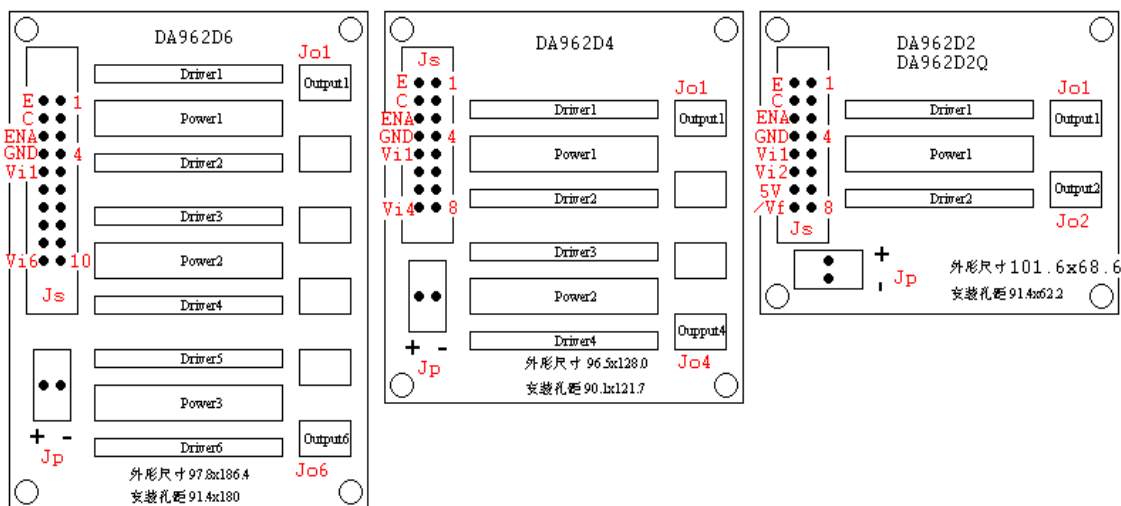 DA962D6
Jo1
Driver1
Output1
E 1
Power1
C
ENA
GND 4
Driver2
Vi1
Driver3
Vi6 10
Power2
Js
Driver4
Driver5
Power3
+ -
Jp
Driver6
Output6
Jo6
外形尺寸97.8x186.4
安装孔距91.4x180
DA962D4
Js
E 1
Jo1
C
Driver1
Output1
ENA
GND 4
Vi1
Power1
Driver2
Vi4 8
Driver3
Power2
Oupput4
Driver4
+ -
Jp
Jo4
外形尺寸 96.5x128.0
安装孔距90.1x121.7
DA962D2
DA962D2Q
E 1
Jo1
C
Driver1
Output1
ENA
GND 4
Vi1
Power1
Vi2
5V
Driver2
Output2
/Vf 8
Js
Jo2
+
-
Jp
外形尺寸101.6x68.6
安装孔距91.4x62.2